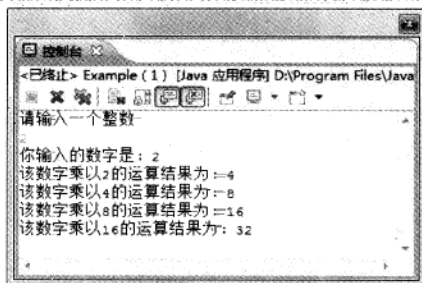 控制台
<已终止> Example (1) [Java 应用程序] D:\Program Files\Java
请输入一个整数
2
你输入的数字是：2
该数字乘以2的运算结果为：4
该数字乘以4的运算结果为：8
该数字乘以8的运算结果为：16
该数字乘以16的运算结果为：32